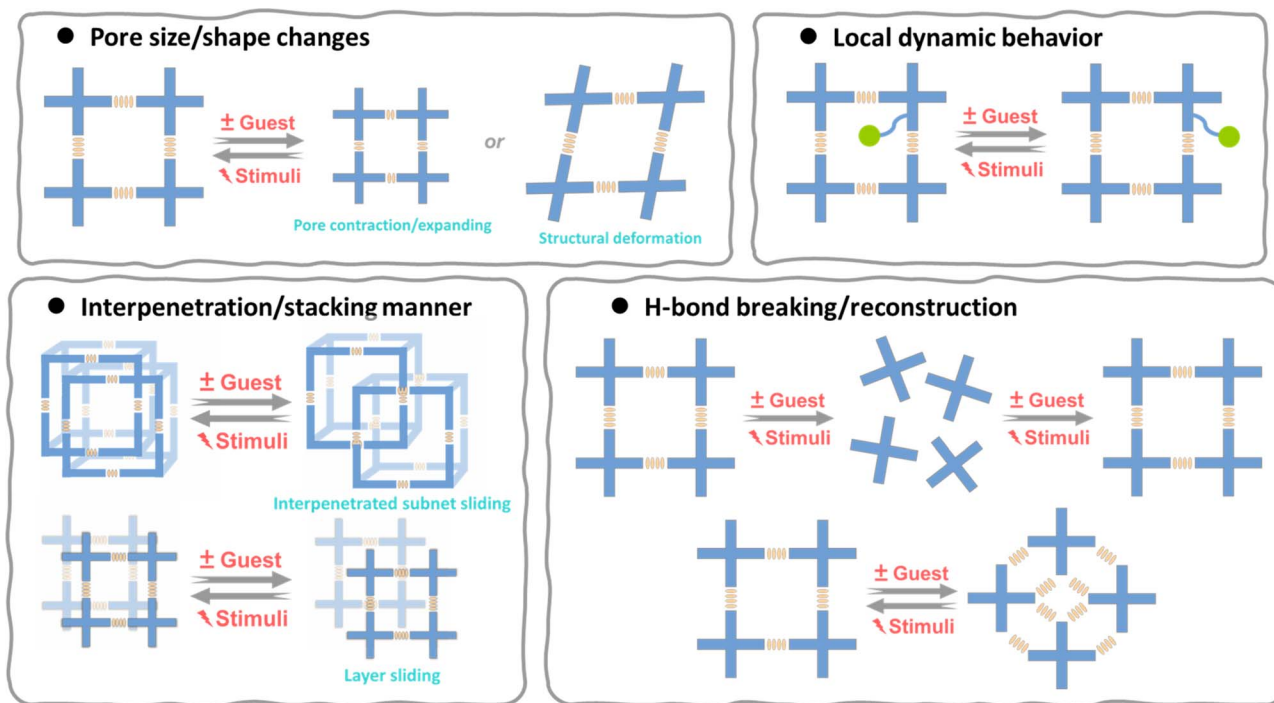 ● Pore size/shape changes
± Guest
Stimuli
or
Pore contraction/expanding
Structural deformation
● Local dynamic behavior
± Guest
Stimuli
● Interpenetration/stacking manner
± Guest
Stimuli
Interpenetrated subnet sliding
± Guest
Stimuli
Layer sliding
● H-bond breaking/reconstruction
± Guest
Stimuli
± Guest
Stimuli
± Guest
Stimuli